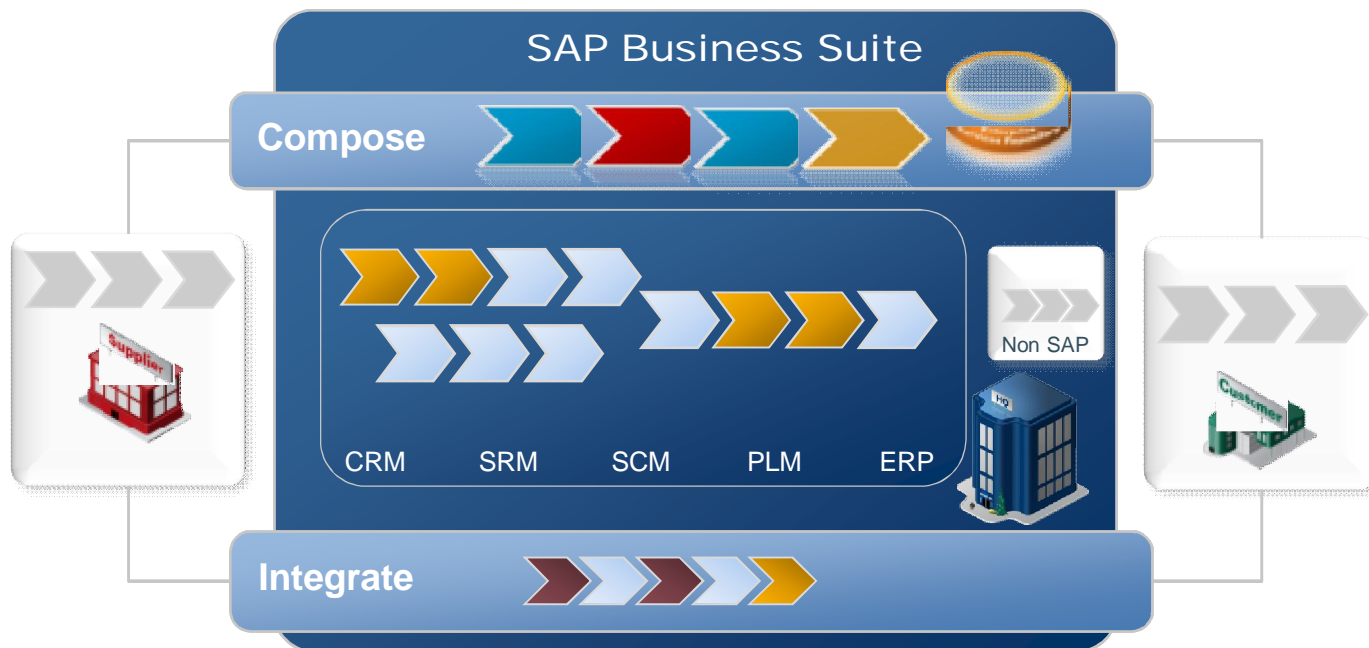 SAP Business Suite
Compose
Supplier
Non SAP
HQ
Customer
CRM SRM SCM PLM ERP
Integrate